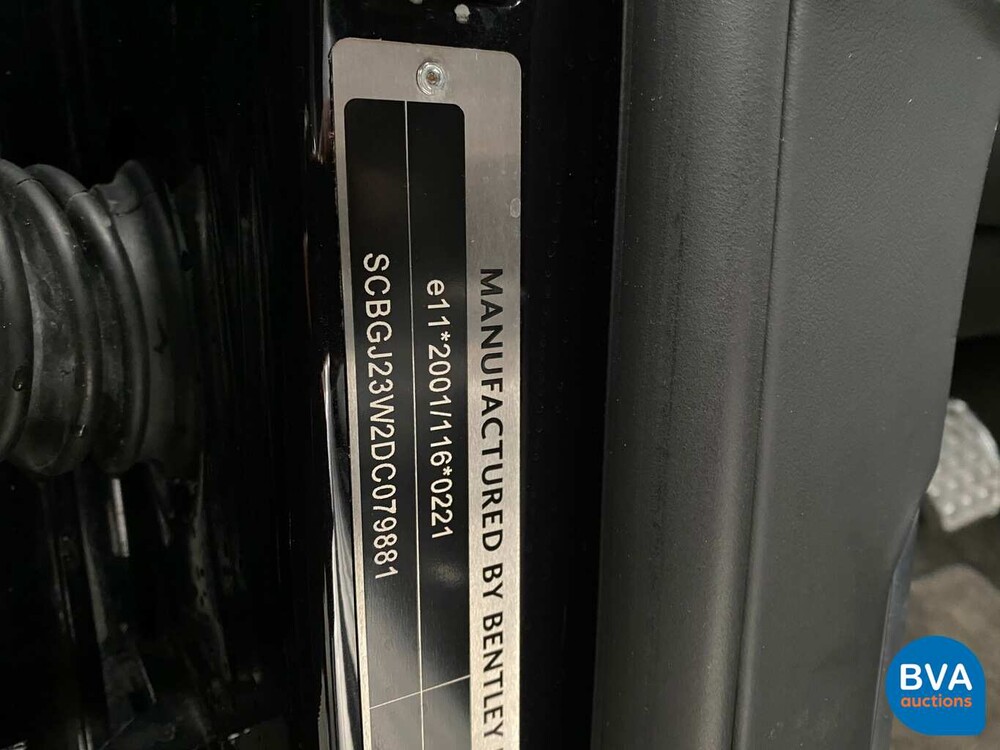 MANUFACTURED BY BENTLEY
e11*2001/116*0221
SCBGJ23W2DC079881
BVA
auctions